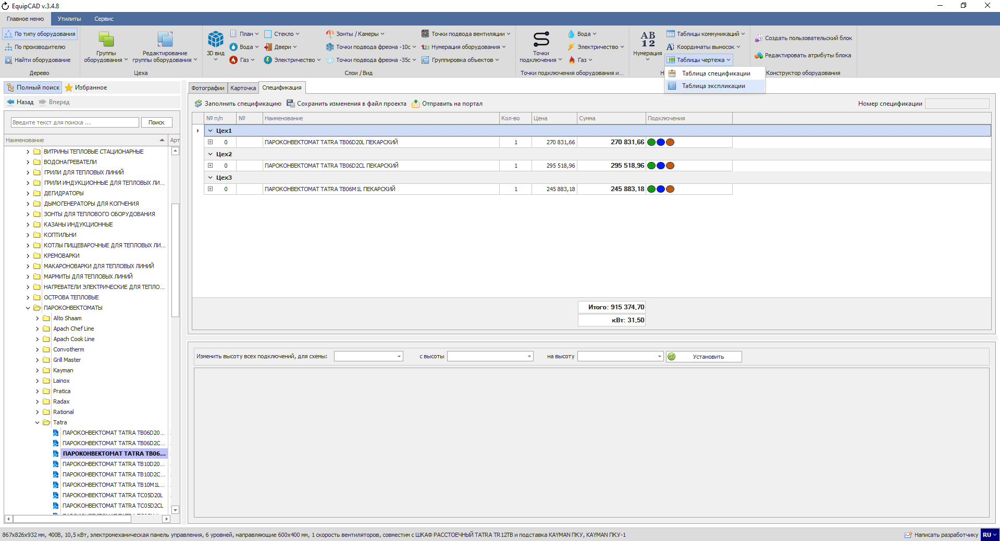 EquipCAD v.3.4.8
Главное меню Утилиты Сервис
По типу оборудования
По производителю
Найти оборудование
Дерево
Группы
оборудования
Редактирование
группы оборудования
Цеха
3D вид
План Стекло Зонты / Камеры Точки подвода вентиляции
Вода Двери Точки подвода фреона -10с 123 Нумерация оборудования
Газ Электричество Точки подвода фреона -35с Группировка объектов
Слои / Вид
Точки
подключения
Вода
Электричество
Газ
Точки подключения оборудования и...
AB
12
Нумерация
Таблицы коммуникаций
Координаты выносок
Таблицы чертежа
Н
Таблица спецификации
Таблица экспликации
Создать пользовательский блок
Редактировать атрибуты блока
Конструктор оборудования
Полный поиск Избранное
Назад Вперед
Введите текст для поиска ... Поиск
Наименование Арт
ВИТРИНЫ ТЕПЛОВЫЕ СТАЦИОНАРНЫЕ
ВОДОНАГРЕВАТЕЛИ
ГРИЛИ ДЛЯ ТЕПЛОВЫХ ЛИНИЙ
ГРИЛИ ИНДУКЦИОННЫЕ ДЛЯ ТЕПЛОВЫХ ЛИ...
ДЕГИДРАТОРЫ
ДЫМОГЕНЕРАТОРЫ ДЛЯ КОПЧЕНИЯ
ЗОНТЫ ДЛЯ ТЕПЛОВОГО ОБОРУДОВАНИЯ
КАЗАНЫ ИНДУКЦИОННЫЕ
КОПТИЛЬНИ
КОТЛЫ ПИЩЕВАРОЧНЫЕ ДЛЯ ТЕПЛОВЫХ ЛИ...
КРЕМОВАРКИ
МАКАРОНОВАРКИ ДЛЯ ТЕПЛОВЫХ ЛИНИЙ
МАРМИТЫ ДЛЯ ТЕПЛОВЫХ ЛИНИЙ
НАГРЕВАТЕЛИ ЭЛЕКТРИЧЕСКИЕ ДЛЯ ТЕПЛО...
ОСТРОВА ТЕПЛОВЫЕ
ПАРОКОНВЕКТОМАТЫ
Alto Shaam
Apach Chef Line
Apach Cook Line
Convotherm
Grill Master
Kayman
Lainox
Pratica
Radax
Rational
Tatra
ПАРОКОНВЕКТОМАТ TATRA TB06D20...
ПАРОКОНВЕКТОМАТ TATRA TB06D2C...
ПАРОКОНВЕКТОМАТ TATRA TB06...
ПАРОКОНВЕКТОМАТ TATRA TB10D20...
ПАРОКОНВЕКТОМАТ TATRA TB10D2C...
ПАРОКОНВЕКТОМАТ TATRA TB10M1L...
ПАРОКОНВЕКТОМАТ TATRA TC05D20L
ПАРОКОНВЕКТОМАТ TATRA TC05D2CL
Фотографии Карточка Спецификация
Заполнить спецификацию Сохранить изменения в файл проекта Отправить на портал Номер спецификации
№ п/п № Наименование Кол-во Цена Сумма Подключения
Цех1
0 ПАРОКОНВЕКТОМАТ TATRA TB06D20L ПЕКАРСКИЙ 1 270 831,66 270 831,66
Цех2
0 ПАРОКОНВЕКТОМАТ TATRA TB06D2CL ПЕКАРСКИЙ 1 295 518,96 295 518,96
Цех3
0 ПАРОКОНВЕКТОМАТ TATRA TB06M1L ПЕКАРСКИЙ 1 245 883,18 245 883,18
Итого: 915 374,70
кВт: 31,50
Изменить высоту всех подключений, для схемы: с высоты на высоту Установить
867x826x932 мм, 400В, 10,5 кВт, электромеханическая панель управления, 6 уровней, направляющие 600x400 мм, 1 скорость вентиляторов, совместим с ШКАФ РАССТОЕЧНЫЙ TATRA TR12TB и подставка KAYMAN ПКУ, KAYMAN ПКУ-1
Написать разработчику RU